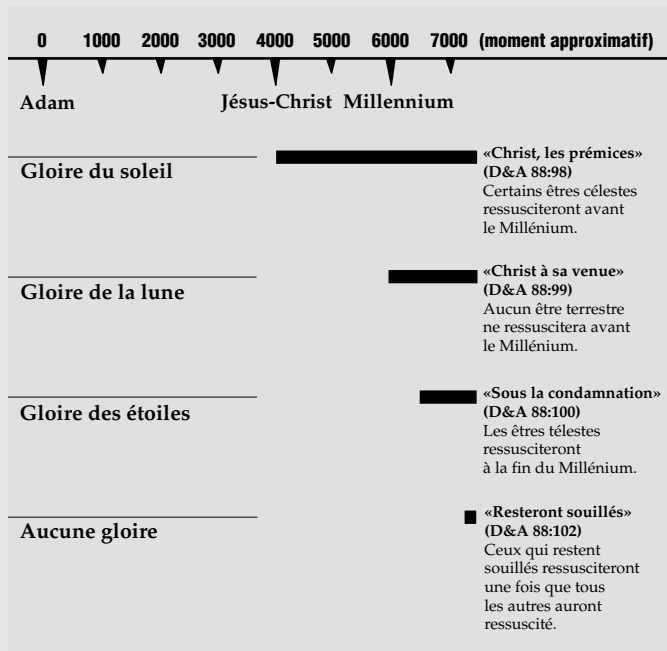 0 1000 2000 3000 4000 5000 6000 7000 (moment approximatif)
Adam Jésus-Christ Millennium
Gloire du soleil
«Christ, les prémices»
(D&A 88:98)
Certains êtres célestes
ressusciteront avant
le Millénium.
Gloire de la lune
«Christ à sa venue»
(D&A 88:99)
Aucun être terrestre
ne ressuscitera avant
le Millénium.
Gloire des étoiles
«Sous la condamnation»
(D&A 88:100)
Les êtres télestes
ressusciteront
à la fin du Millénium.
Aucune gloire
«Resteront souillés»
(D&A 88:102)
Ceux qui restent
souillés ressusciteront
une fois que tous
les autres auront
ressuscité.